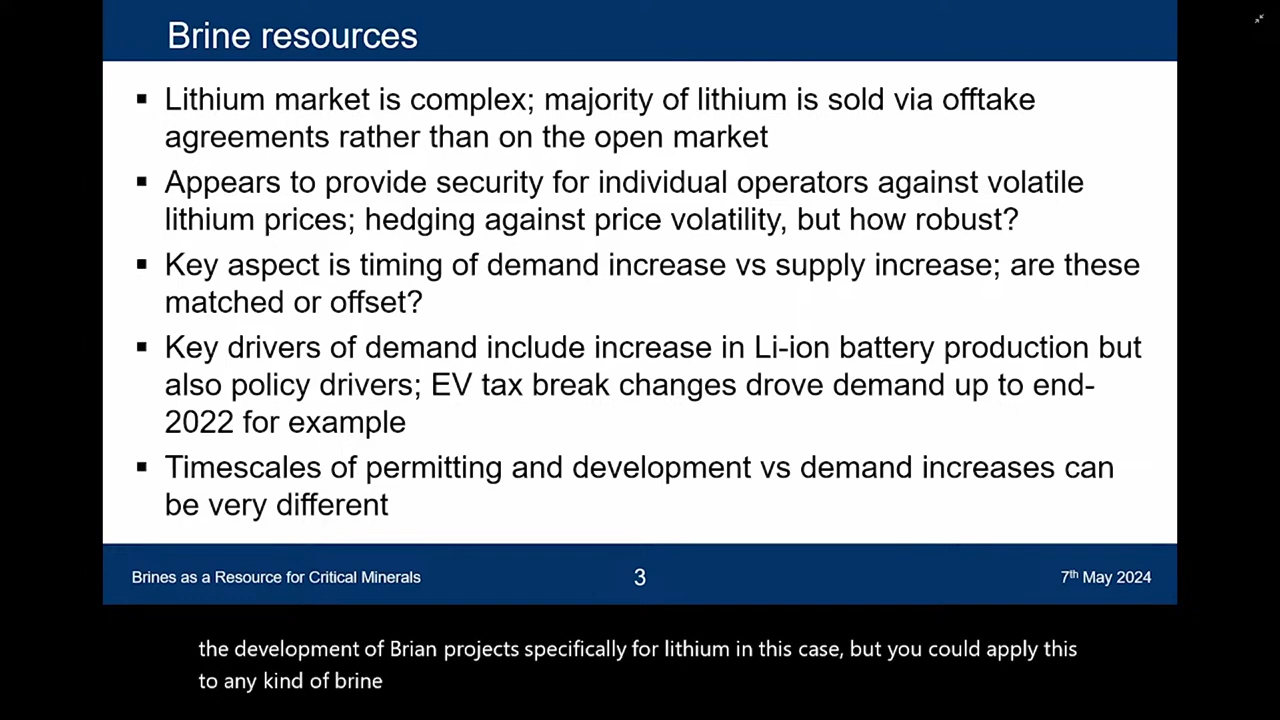 Brine resources
▪ Lithium market is complex; majority of lithium is sold via offtake
agreements rather than on the open market
▪ Appears to provide security for individual operators against volatile
lithium prices; hedging against price volatility, but how robust?
▪ Key aspect is timing of demand increase vs supply increase; are these
matched or offset?
▪ Key drivers of demand include increase in Li-ion battery production but
also policy drivers; EV tax break changes drove demand up to end-
2022 for example
▪ Timescales of permitting and development vs demand increases can
be very different
Brines as a Resource for Critical Minerals
3
7th May 2024
the development of Brian projects specifically for lithium in this case, but you could apply this
to any kind of brine